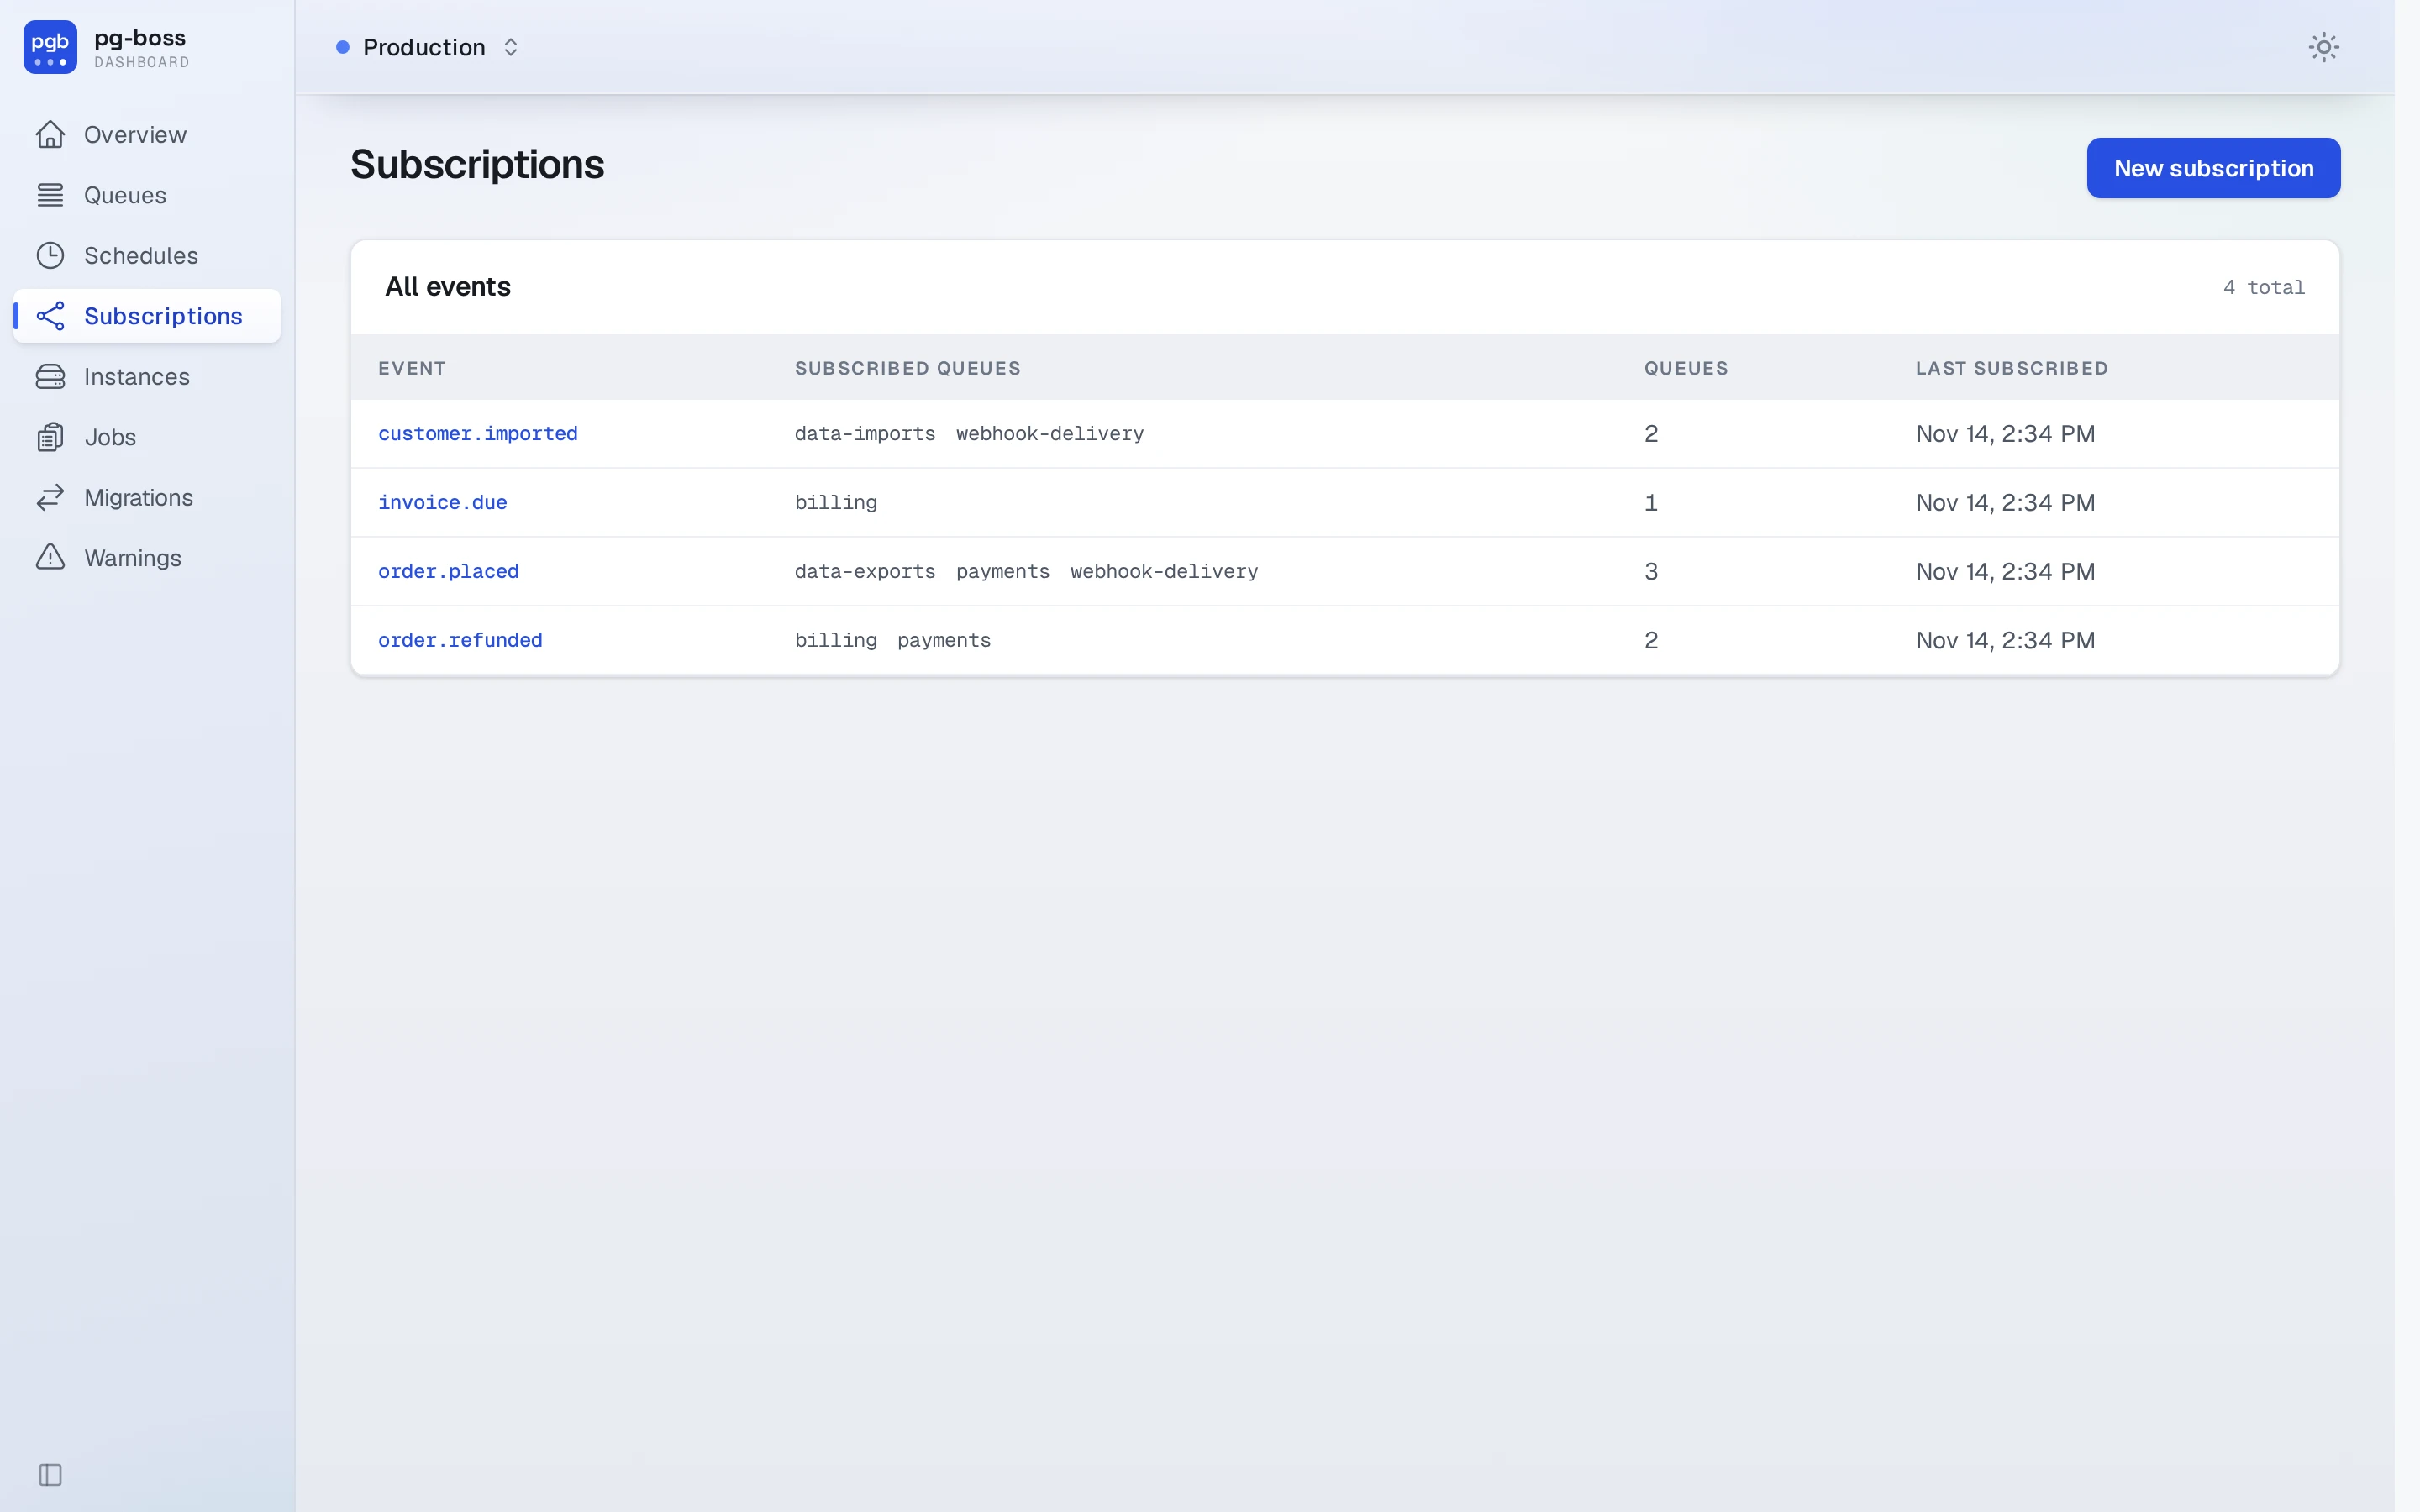 pgb
pg-boss
DASHBOARD
Overview
Queues
Schedules
Subscriptions
Instances
Jobs
Migrations
Warnings
Production
Subscriptions
New subscription
All events
4 total
EVENT SUBSCRIBED QUEUES QUEUES LAST SUBSCRIBED
customer.imported data-imports webhook-delivery 2 Nov 14, 2:34 PM
invoice.due billing 1 Nov 14, 2:34 PM
order.placed data-exports payments webhook-delivery 3 Nov 14, 2:34 PM
order.refunded billing payments 2 Nov 14, 2:34 PM